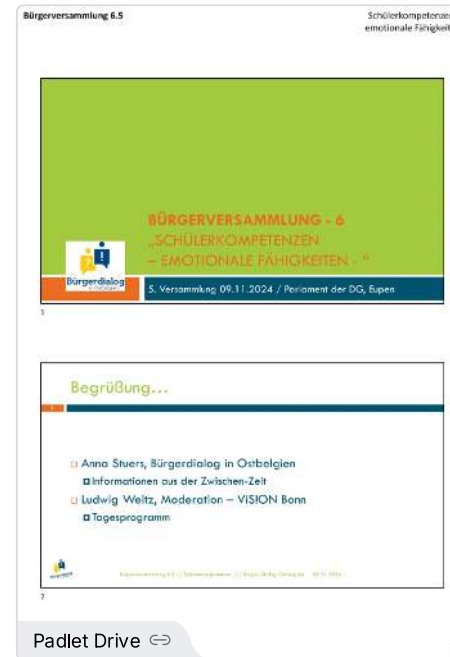 Bürgerversammlung 6.5
Schülerkompetenzen
emotionale Fähigkeit
BÜRGERVERSAMMLUNG - 6
„SCHÜLERKOMPETENZEN
– EMOTIONALE FÄHIGKEITEN - “
Bürgerdialog
5. Versammlung 09.11.2024 / Parlament der DG, Eupen
1
Begrüßung...
Anna Stuers, Bürgerdialog in Ostbelgien
Informationen aus der Zwischen-Zeit
Ludwig Weitz, Moderation – VISION Bonn
Tagesprogramm
2
Padlet Drive